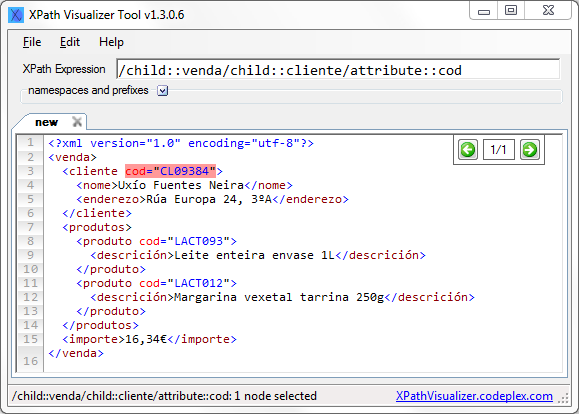 XPath Visualizer Tool v1.3.0.6
File Edit Help
XPath Expression /child::venda/child::cliente/attribute::cod
namespaces and prefixes
new
1/1
1 <?xml version="1.0" encoding="utf-8"?>
2 <venda>
3 <cliente cod="CL09384">
4 <nome>Uxío Fuentes Neira</nome>
5 <enderezo>Rúa Europa 24, 3ºA</enderezo>
6 </cliente>
7 <produtos>
8 <produto cod="LACT093">
9 <descrición>Leite enteira envase 1L</descrición>
10 </produto>
11 <produto cod="LACT012">
12 <descrición>Margarina vexetal tarrina 250g</descrición>
13 </produto>
14 </produtos>
15 <importe>16,34€</importe>
</venda>
16
/child::venda/child::cliente/attribute::cod: 1 node selected XPathVisualizer.codeplex.com